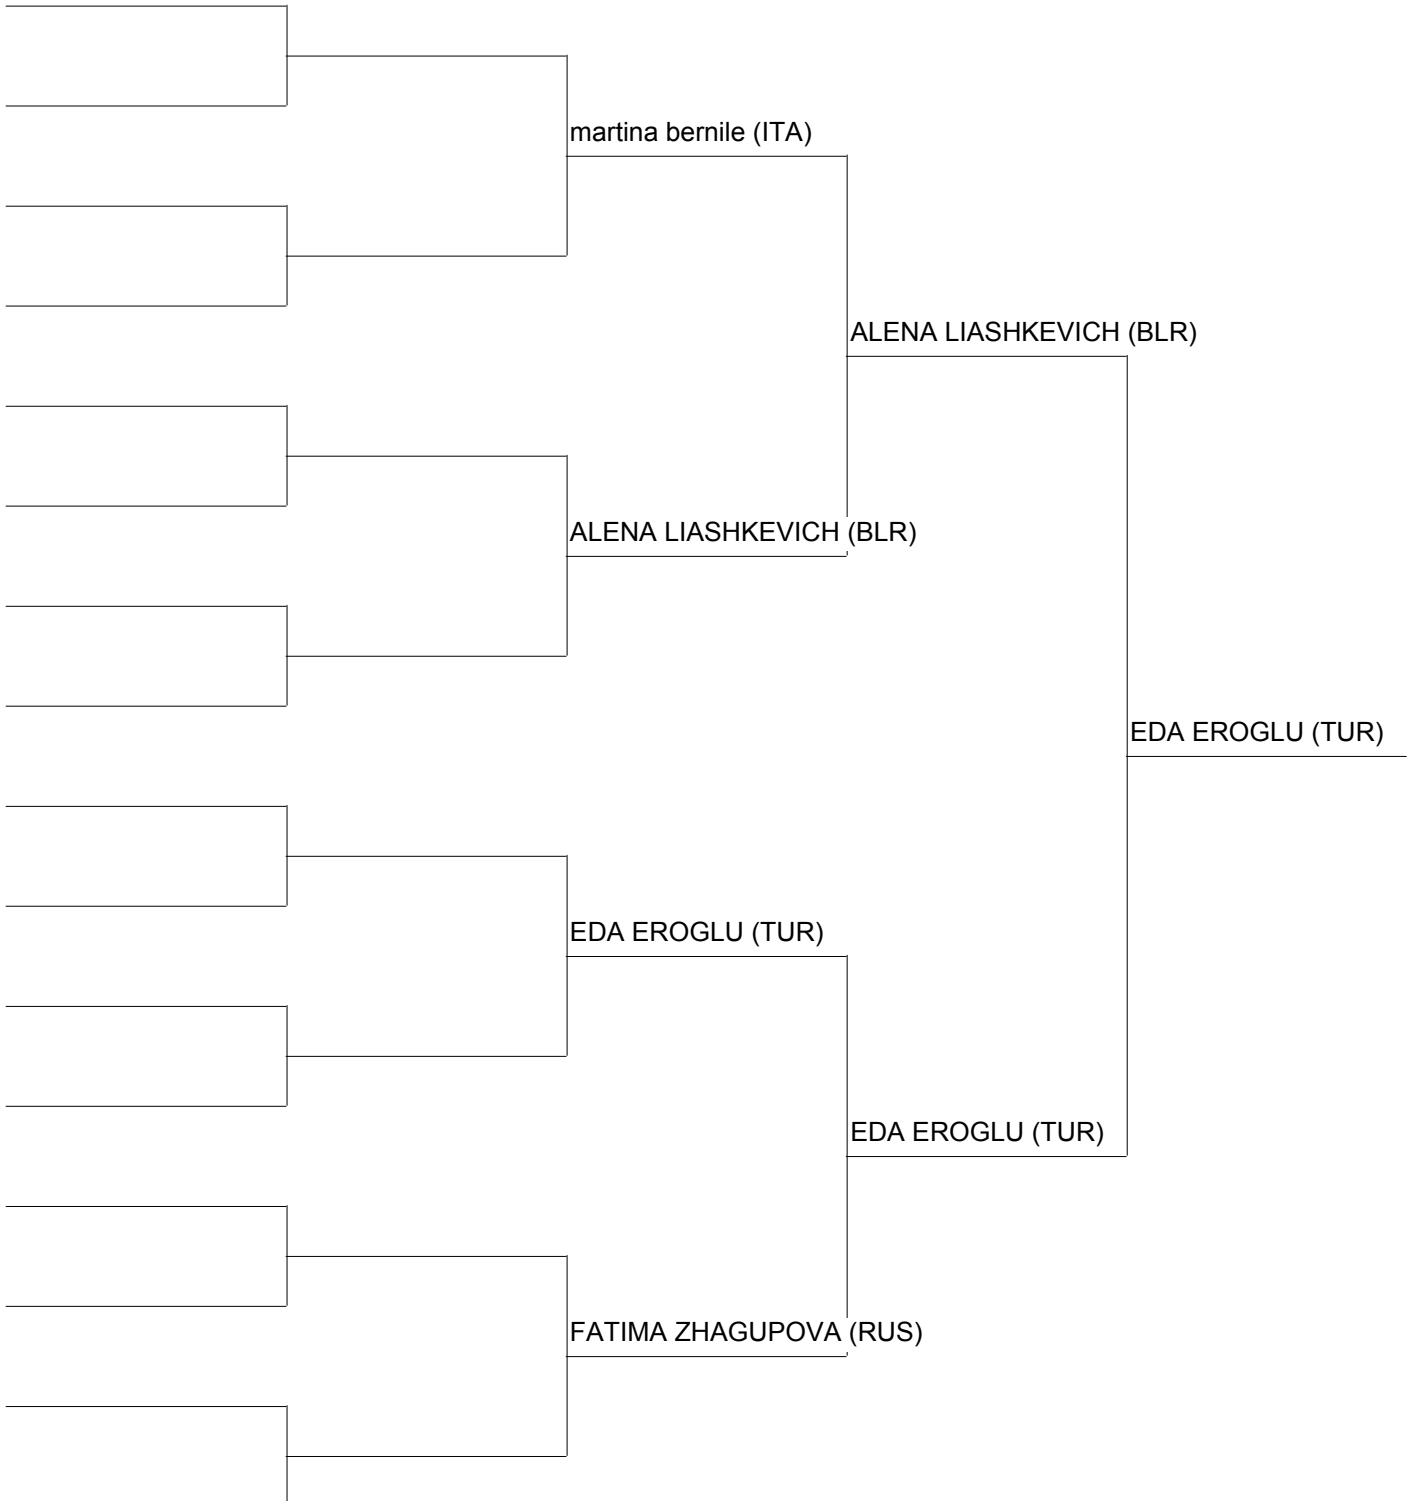 martina bernile (ITA)
ALENA LIASHKEVICH (BLR)
ALENA LIASHKEVICH (BLR)
EDA EROGLU (TUR)
EDA EROGLU (TUR)
EDA EROGLU (TUR)
FATIMA ZHAGUPOVA (RUS)